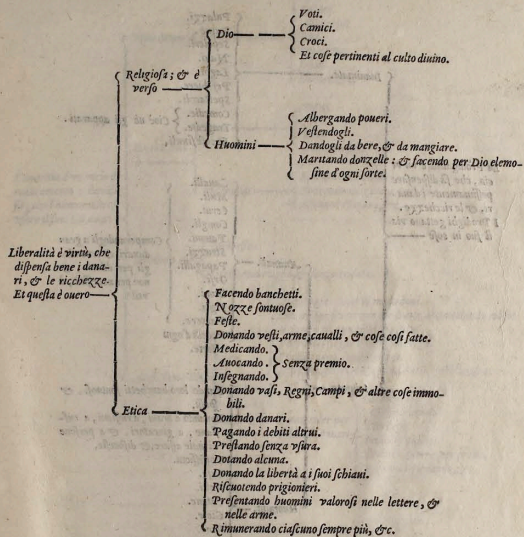 Liberalità è virtù, che
dispensa bene i dana-
ri, & le ricchezze.
Et questa è ouero
Religiosa; & è
verso
Dio
Voti.
Camici.
Croci.
Et cose pertinenti al culto diuino.
Huomini
Albergando poueri.
Vestendogli.
Dandogli da bere, & da mangiare.
Maritando donzelle: & facendo per Dio elemo-
sine d'ogni sorte.
Etica
Facendo banchetti.
Nozze sontuose.
Feste.
Donando vesti, arme, caualli, & cose cosi fatte.
Medicando.
Auocando.
Insegnando.
Senza premio.
Donando vasi, Regni, Campi, & altre cose immo-
bili.
Donando danari.
Pagando i debiti altrui.
Prestando senza vsura.
Dotando alcuna.
Donando la libertà a i suoi schiaui.
Riscuotendo prigionieri.
Presentando huomini valorosi nelle lettere, &
nelle arme.
Rimunerando ciascuno sempre più, &c.